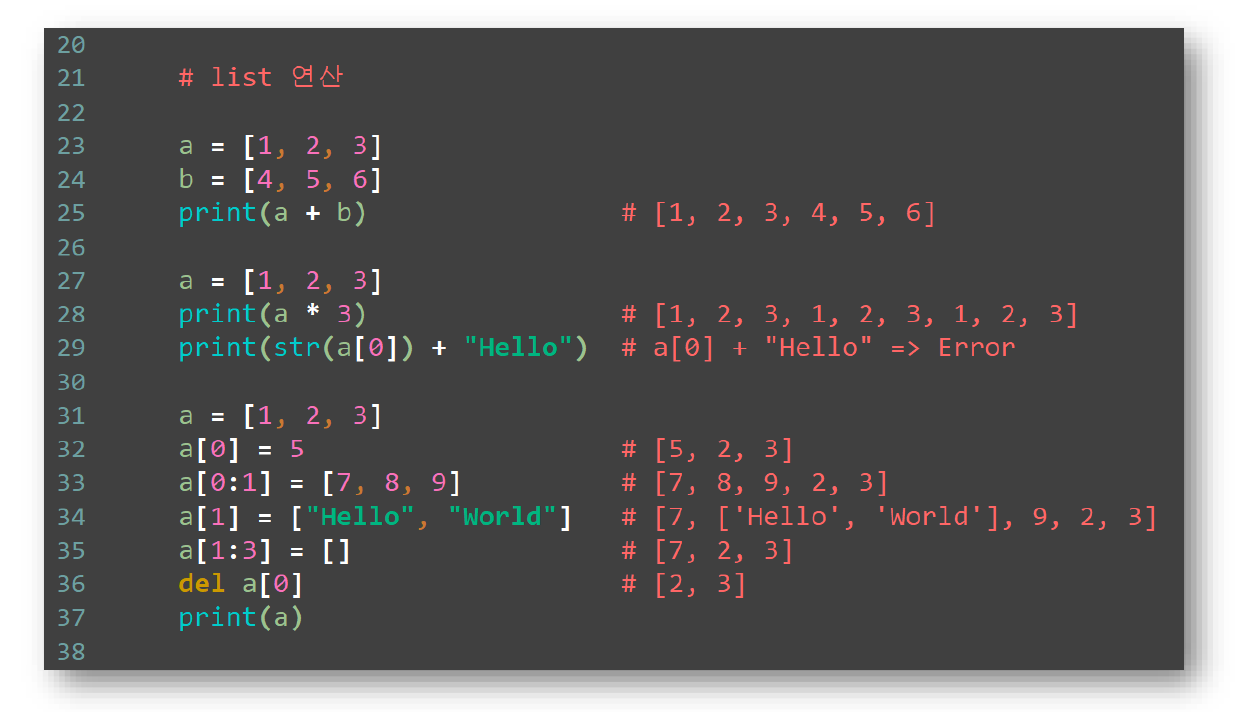 20
21 # list 연산
22
23 a = [1, 2, 3]
24 b = [4, 5, 6]
25 print(a + b) # [1, 2, 3, 4, 5, 6]
26
27 a = [1, 2, 3]
28 print(a * 3) # [1, 2, 3, 1, 2, 3, 1, 2, 3]
29 print(str(a[0]) + "Hello") # a[0] + "Hello" => Error
30
31 a = [1, 2, 3]
32 a[0] = 5 # [5, 2, 3]
33 a[0:1] = [7, 8, 9] # [7, 8, 9, 2, 3]
34 a[1] = ["Hello", "World"] # [7, ['Hello', 'World'], 9, 2, 3]
35 a[1:3] = [] # [7, 2, 3]
36 del a[0] # [2, 3]
37 print(a)
38